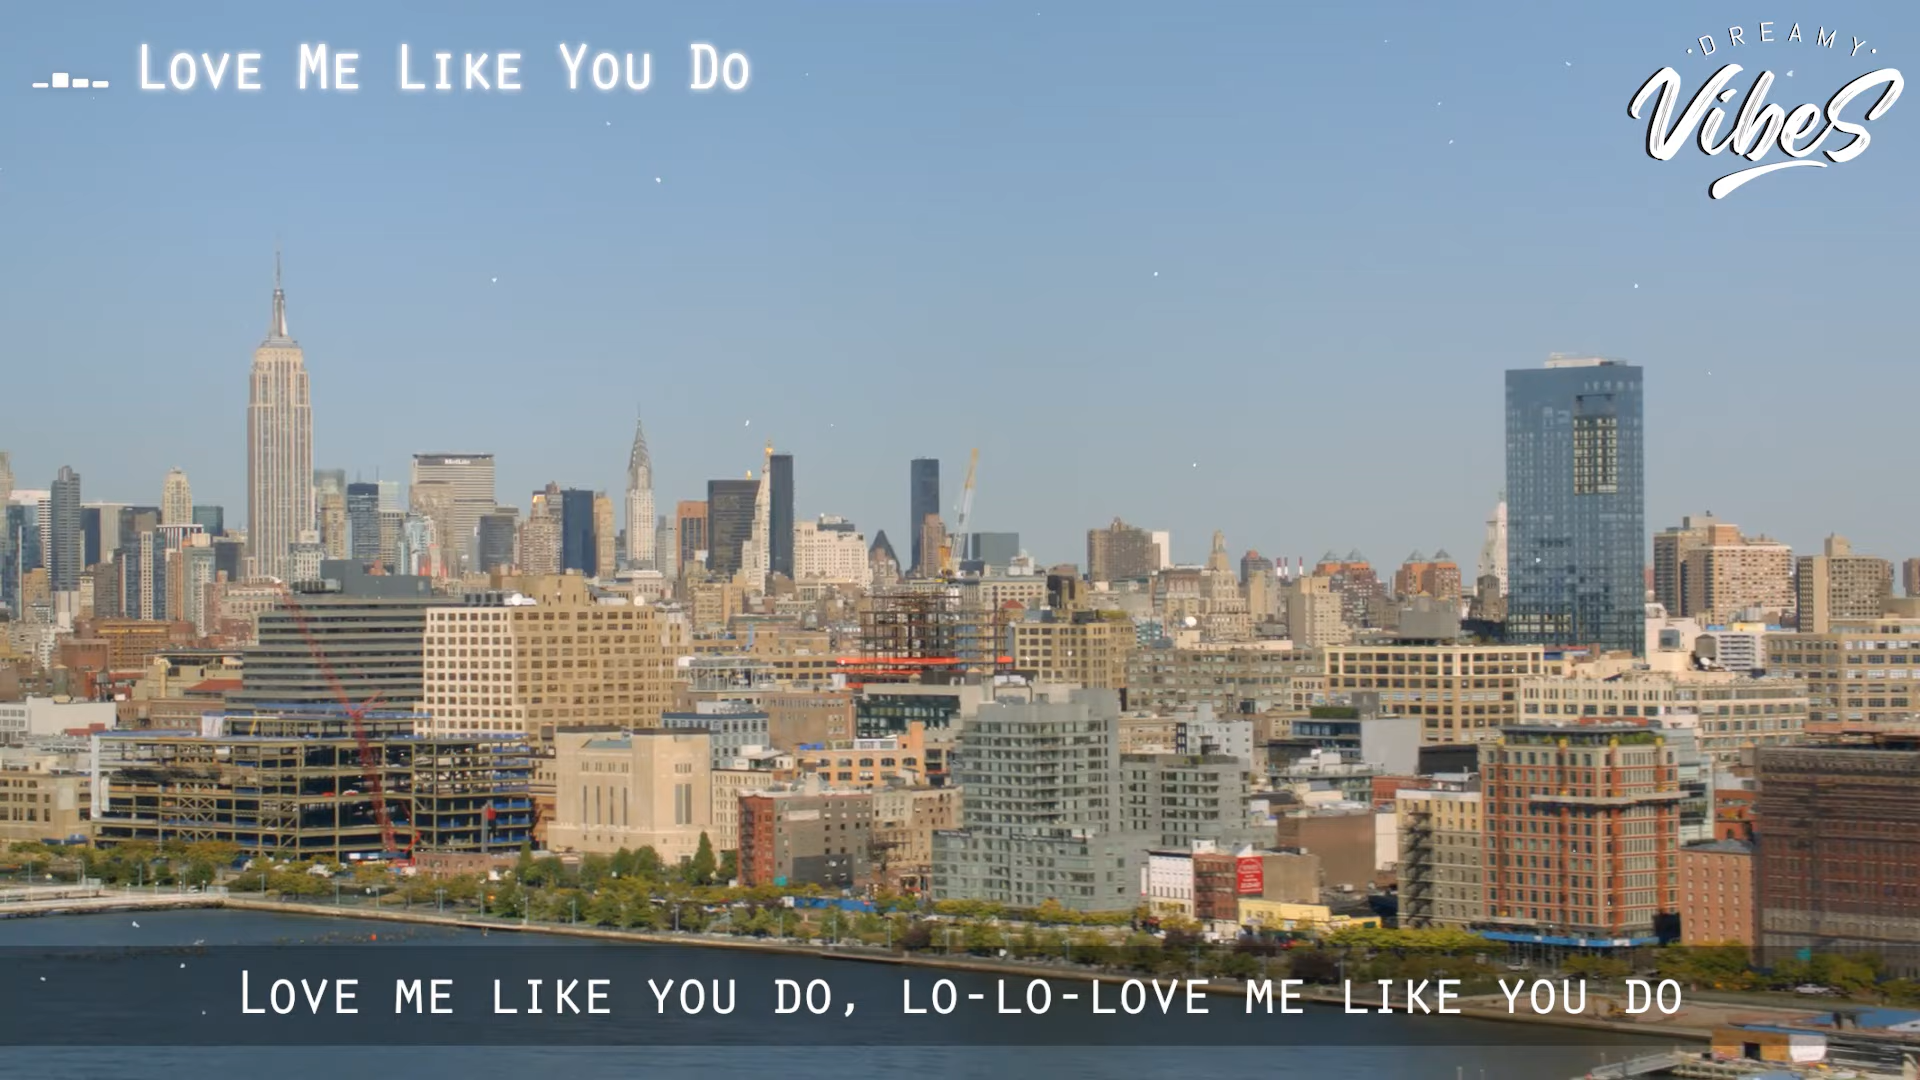 Love Me Like You Do
DREAMY
Vibes
MetLife
Love me like you do, lo-lo-love me like you do